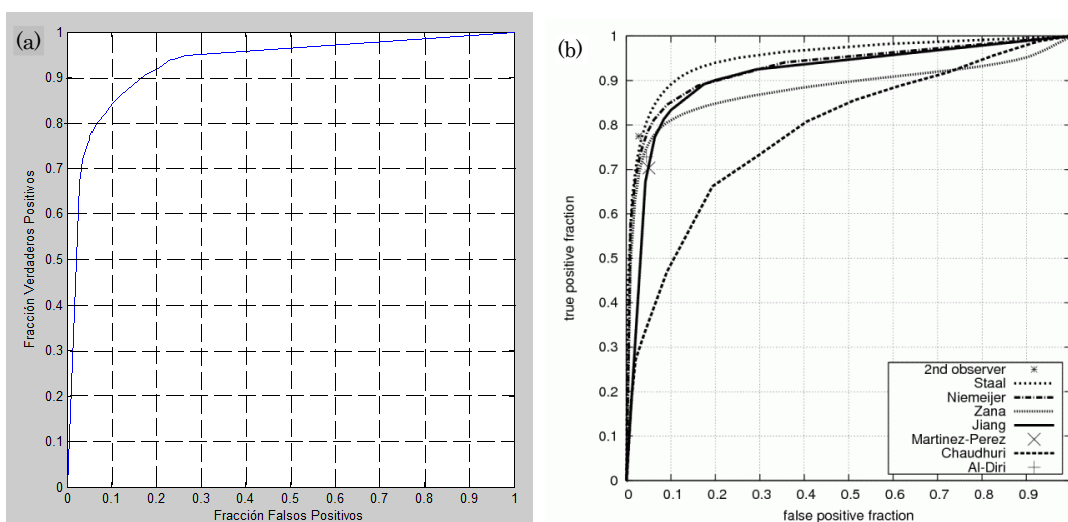 (a)
1
0.9
0.8
0.7
0.6
0.5
0.4
0.3
0.2
0.1
0
Fracción Verdaderos Positivos
0 0.1 0.2 0.3 0.4 0.5 0.6 0.7 0.8 0.9 1
Fracción Falsos Positivos
(b)
1
0.9
0.8
0.7
0.6
0.5
0.4
0.3
0.2
0.1
0
true positive fraction
2nd observer
Staal
Niemeijer
Zana
Jiang
Martinez-Perez
Chaudhuri
Al-Diri
0 0.1 0.2 0.3 0.4 0.5 0.6 0.7 0.8 0.9
false positive fraction